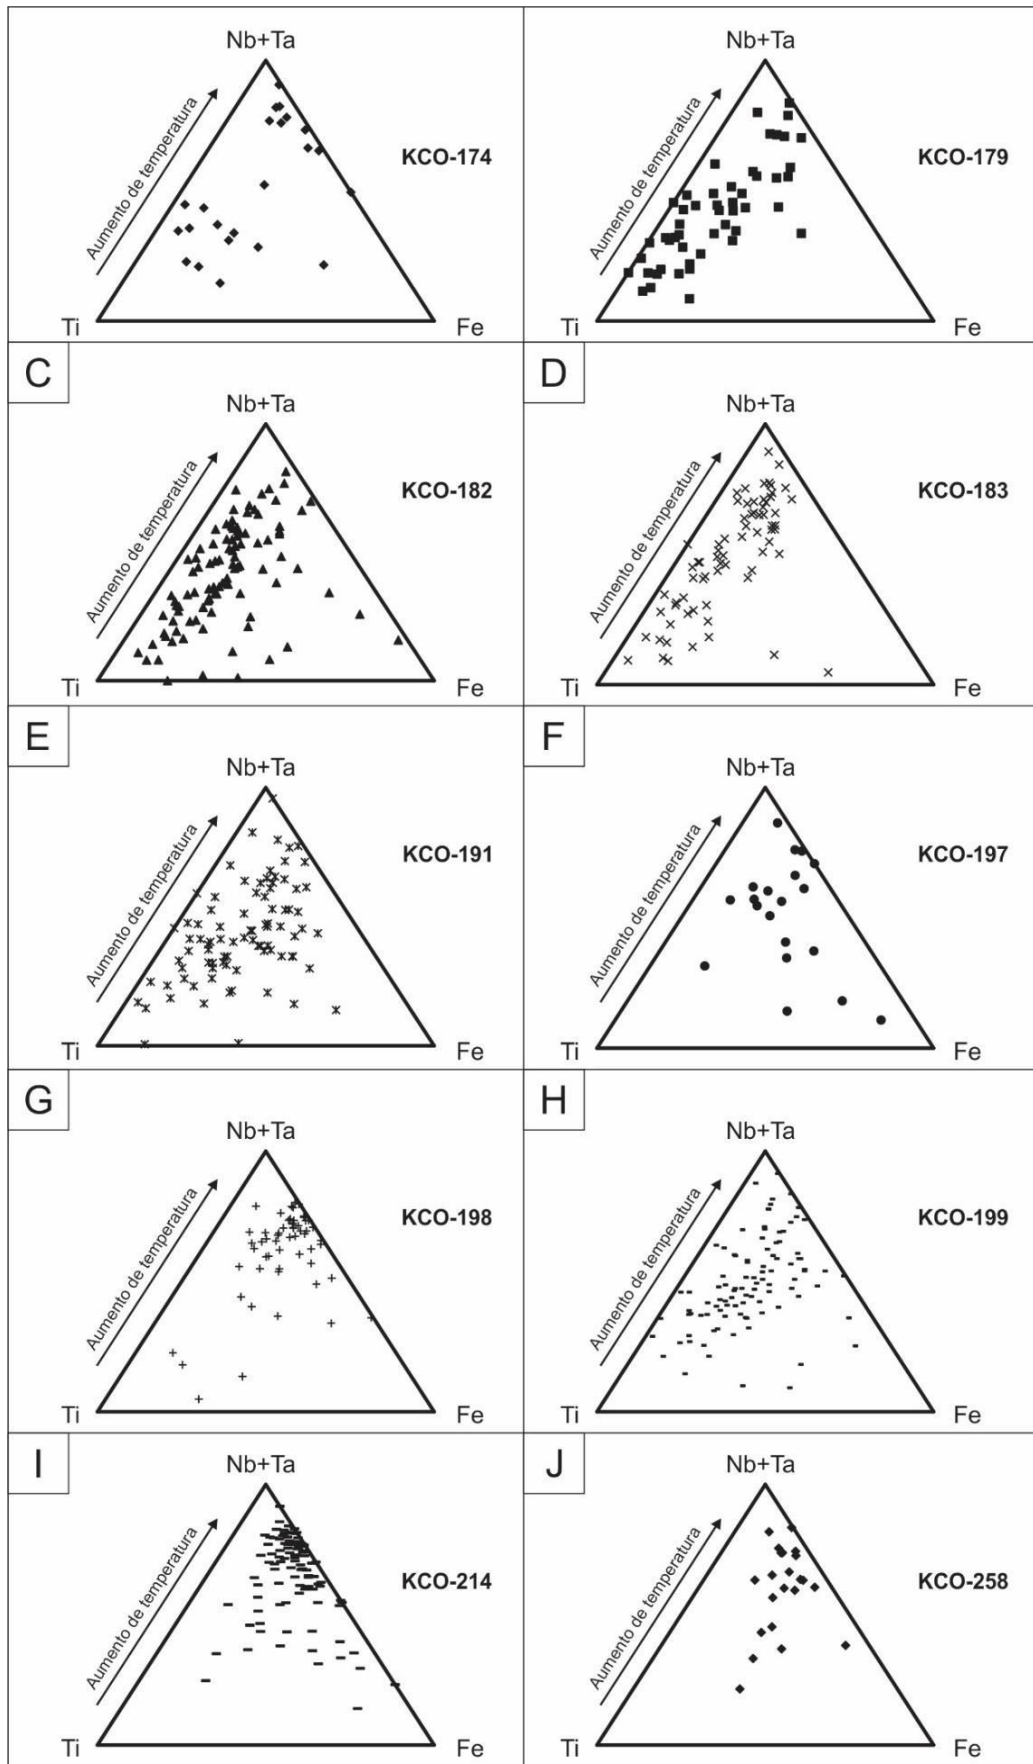 Nb+Ta
Aumento de temperatura
KCO-174
Ti
Fe
Nb+Ta
Aumento de temperatura
KCO-179
Ti
Fe
C
Nb+Ta
Aumento de temperatura
KCO-182
Ti
Fe
D
Nb+Ta
Aumento de temperatura
KCO-183
Ti
Fe
E
Nb+Ta
Aumento de temperatura
KCO-191
Ti
Fe
F
Nb+Ta
Aumento de temperatura
KCO-197
Ti
Fe
G
Nb+Ta
Aumento de temperatura
KCO-198
Ti
Fe
H
Nb+Ta
Aumento de temperatura
KCO-199
Ti
Fe
I
Nb+Ta
Aumento de temperatura
KCO-214
Ti
Fe
J
Nb+Ta
Aumento de temperatura
KCO-258
Ti
Fe